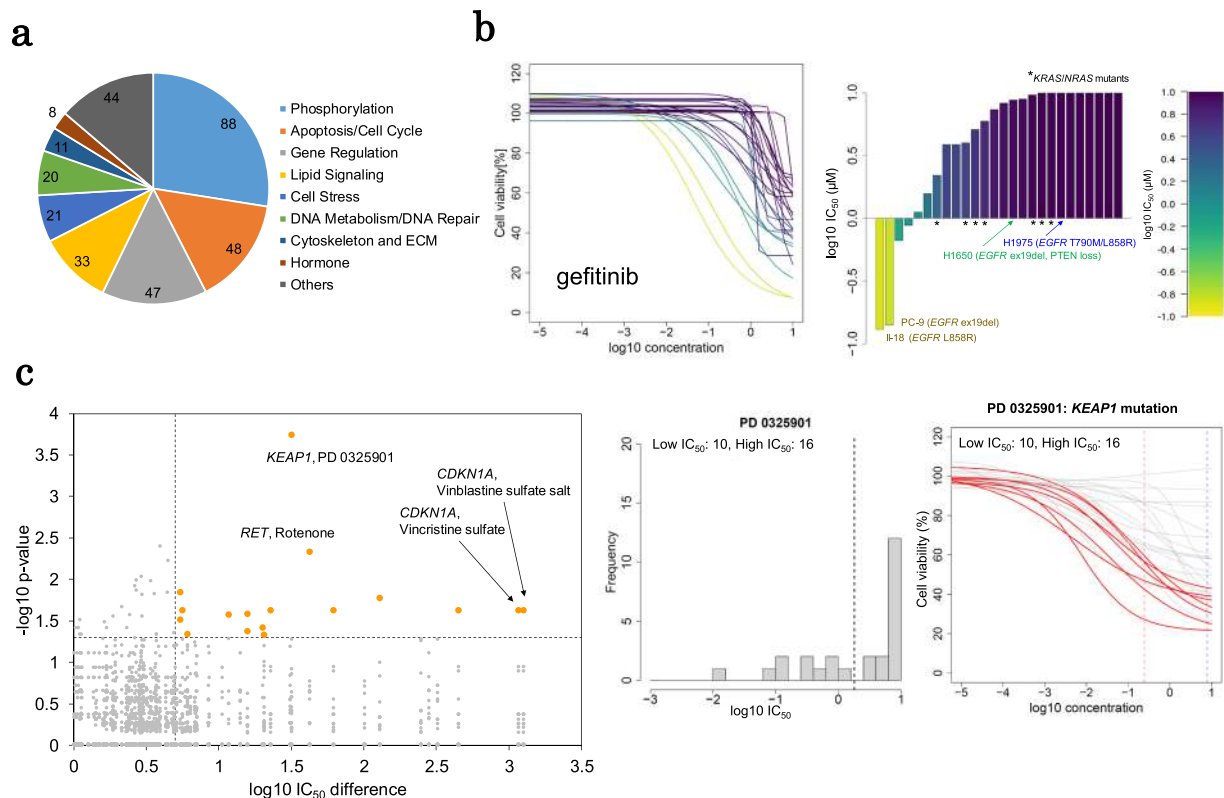 a
88
48
47
33
21
20
11
8
44
Phosphorylation
Apoptosis/Cell Cycle
Gene Regulation
Lipid Signaling
Cell Stress
DNA Metabolism/DNA Repair
Cytoskeleton and ECM
Hormone
Others
b
120
100
80
60
40
20
0
Cell viability[%]
gefitinib
-5
-4
-3
-2
-1
0
1
log10 concentration
*KRAS/NRAS mutants
1.0
0.5
0.0
−0.5
−1.0
log10 IC50 (μM)
* * * * * * *
H1975 (EGFR T790M/L858R)
H1650 (EGFR ex19del, PTEN loss)
PC-9 (EGFR ex19del)
II-18 (EGFR L858R)
log10 IC50 (μM)
1.0
0.8
0.6
0.4
0.2
0.0
-0.2
-0.4
-0.6
-0.8
-1.0
c
4
3.5
3
2.5
2
1.5
1
0.5
0
-log10 p-value
KEAP1, PD 0325901
CDKN1A,
Vinblastine sulfate salt
CDKN1A,
Vincristine sulfate
RET, Rotenone
0
0.5
1
1.5
2
2.5
3
3.5
log10 IC50 difference
PD 0325901
Low IC50: 10, High IC50: 16
20
15
10
5
0
Frequency
−3
−2
−1
0
1
log10 IC50
PD 0325901: KEAP1 mutation
Low IC50: 10, High IC50: 16
120
100
80
60
40
20
0
Cell viability (%)
-5
-4
-3
-2
-1
0
1
log10 concentration